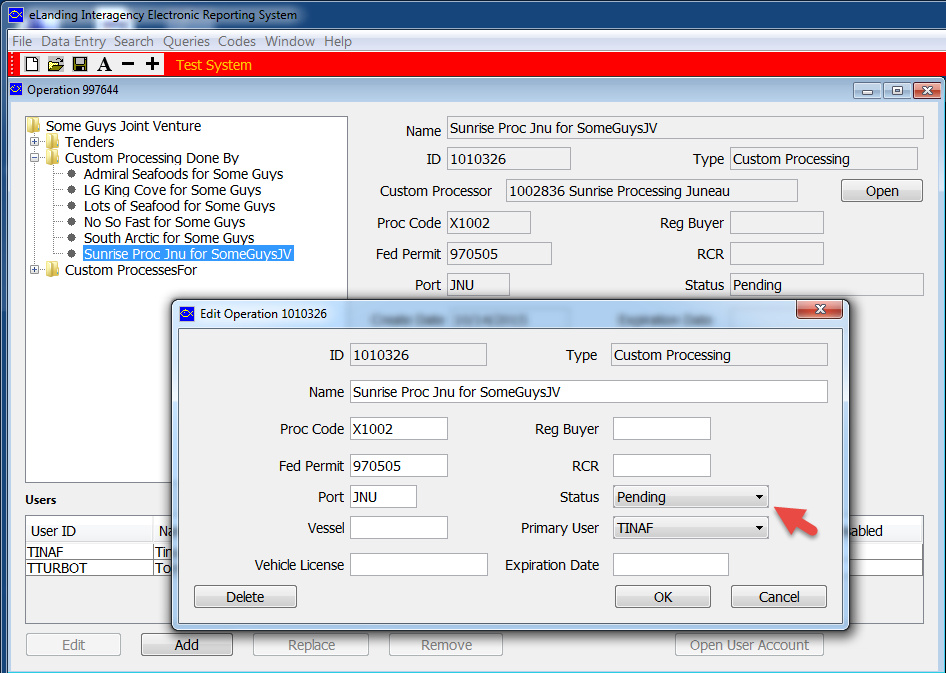 eLanding Interagency Electronic Reporting System
File Data Entry Search Queries Codes Window Help
A Test System
Operation 997644
Some Guys Joint Venture
Tenders
Custom Processing Done By
Admiral Seafoods for Some Guys
LG King Cove for Some Guys
Lots of Seafood for Some Guys
No So Fast for Some Guys
South Arctic for Some Guys
Sunrise Proc Jnu for SomeGuysJV
Custom ProcessesFor
Name Sunrise Proc Jnu for SomeGuysJV
ID 1010326 Type Custom Processing
Custom Processor 1002836 Sunrise Processing Juneau Open
Proc Code X1002 Reg Buyer
Fed Permit 970505 RCR
Port JNU Status Pending
Create Date 10/14/2015 Expiration Date
Edit Operation 1010326
ID 1010326 Type Custom Processing
Name Sunrise Proc Jnu for SomeGuysJV
Proc Code X1002 Reg Buyer
Fed Permit 970505 RCR
Port JNU Status Pending
Vessel Primary User TINAF
Vehicle License Expiration Date
Delete OK Cancel
Users
User ID Na abled
TINAF Tin
TTURBOT To
Edit Add Replace Remove Open User Account